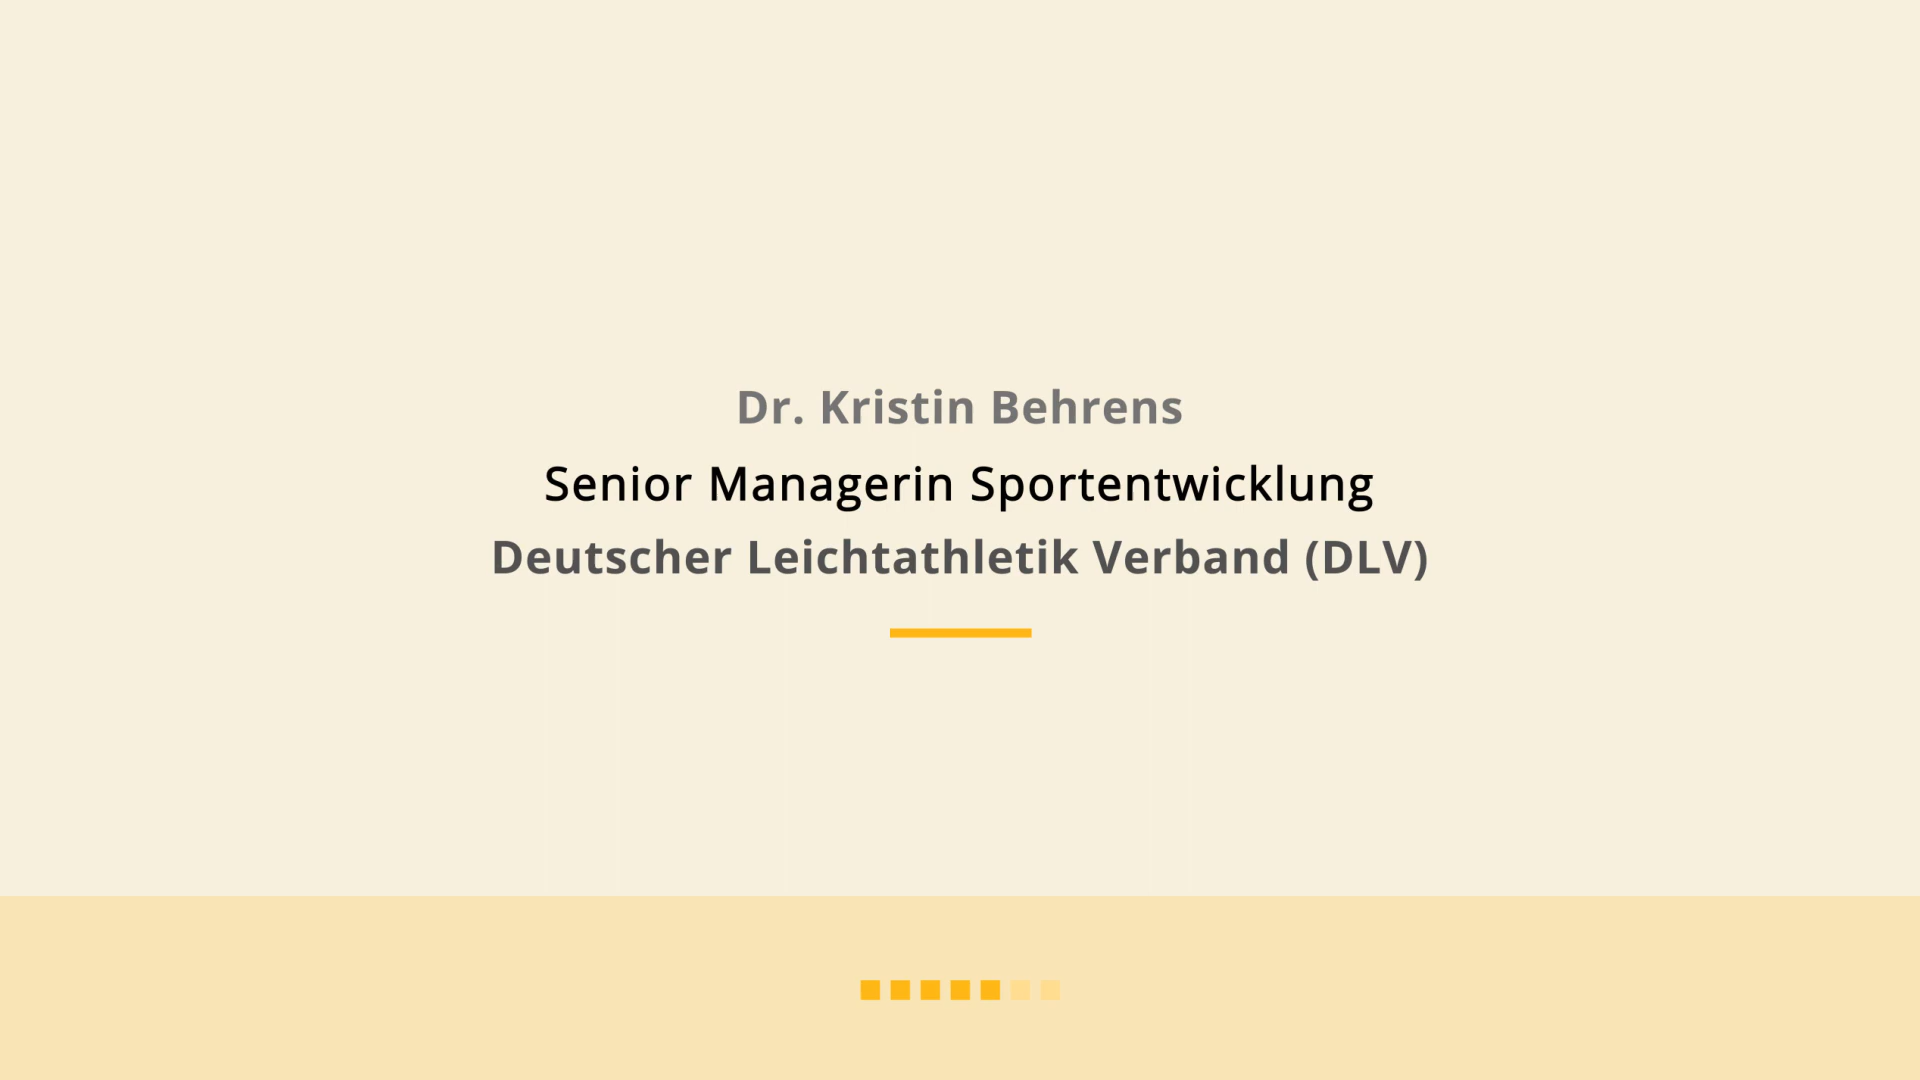 Dr. Kristin Behrens
Senior Managerin Sportentwicklung
Deutscher Leichtathletik Verband (DLV)